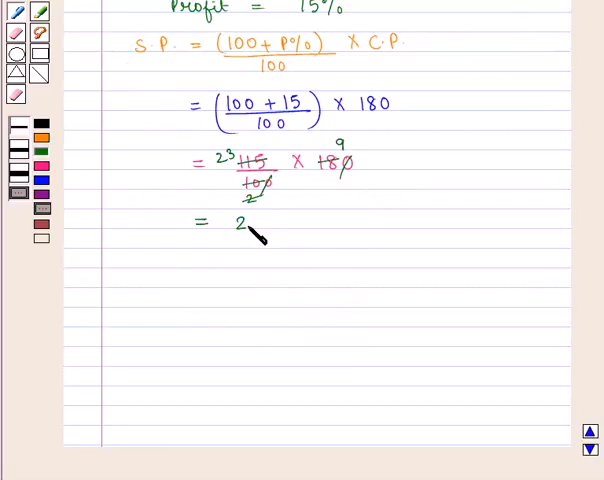 Profit = 15%
S.P. = (100 + P%) × C.P.
100
= (100 + 15) × 180
100
= 23 115 × 180 9
100
2
= 2